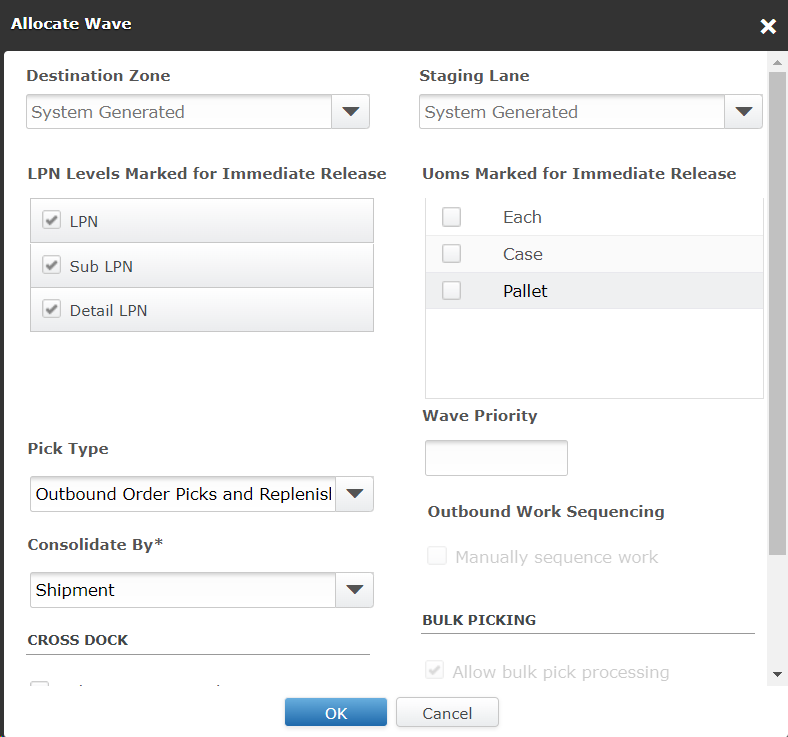 Allocate Wave
Destination Zone
System Generated
Staging Lane
System Generated
LPN Levels Marked for Immediate Release
LPN
Sub LPN
Detail LPN
Uoms Marked for Immediate Release
Each
Case
Pallet
Wave Priority
Pick Type
Outbound Order Picks and Replenis
Outbound Work Sequencing
Manually sequence work
Consolidate By*
Shipment
CROSS DOCK
BULK PICKING
Allow bulk pick processing
OK
Cancel